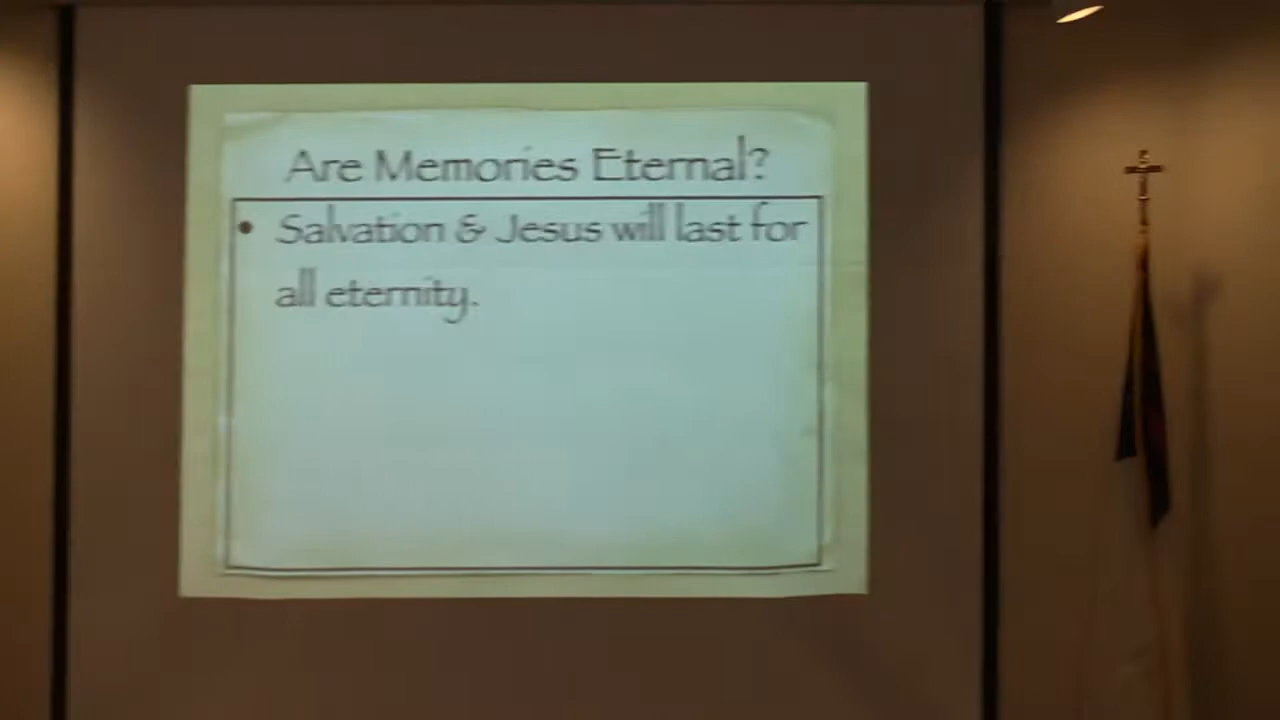 Are Memories Eternal?
• Salvation & Jesus will last for
all eternity.